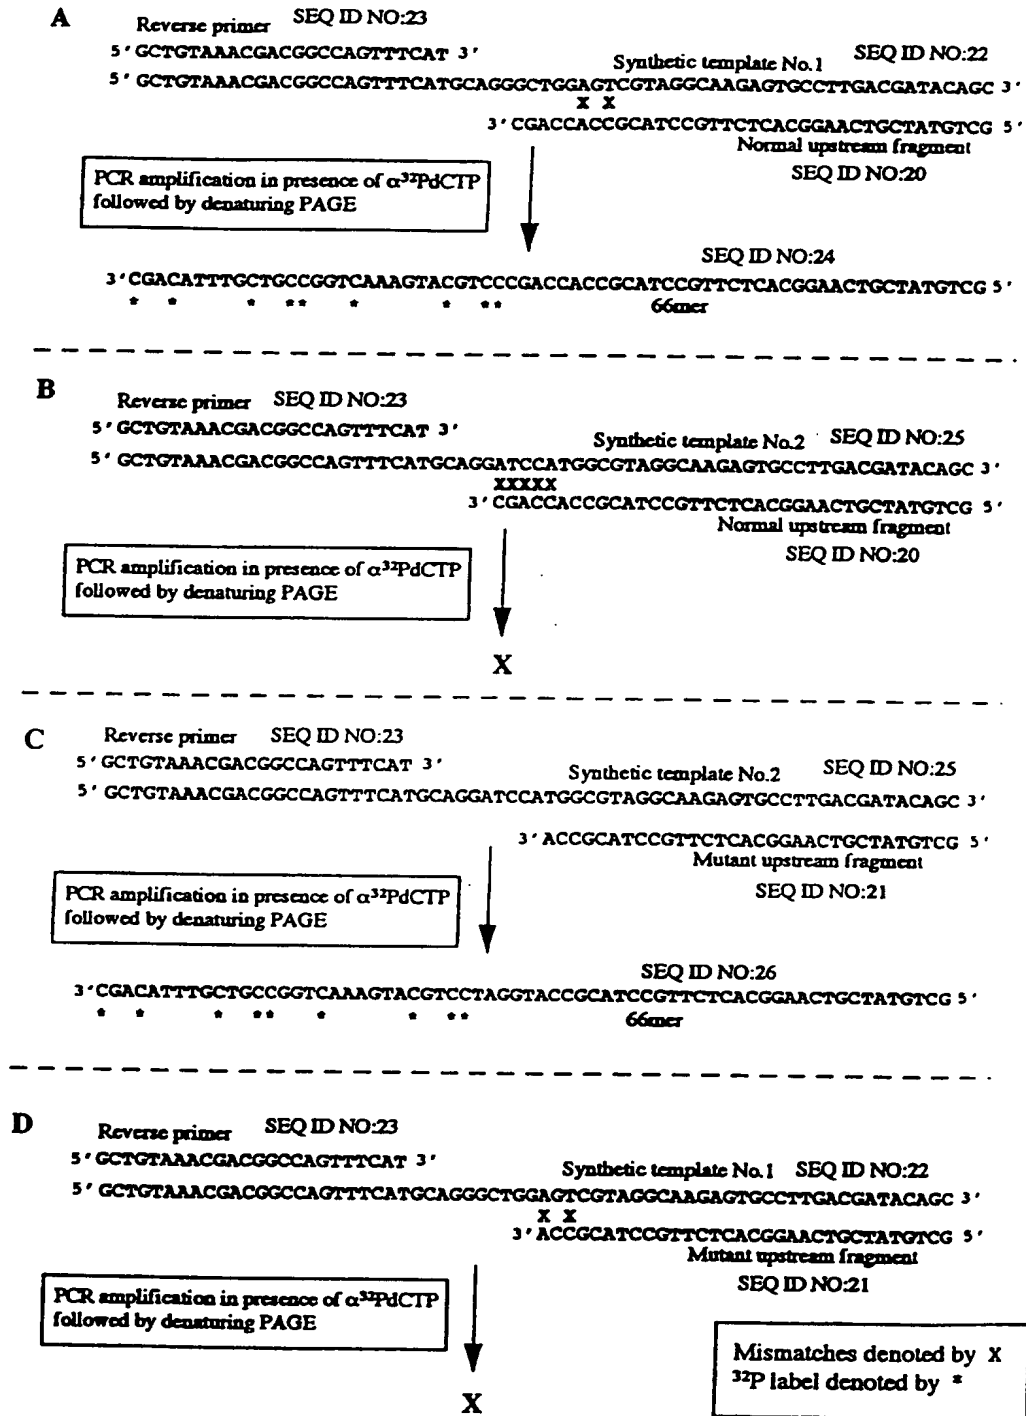 A
Reverse primer SEQ ID NO:23
5'GCTGTAAACGACGGCCAGTTTCAT 3'
Synthetic template No.1 SEQ ID NO:22
5'GCTGTAAACGACGGCCAGTTTCATGCAGGGCTGGAGTCGTAGGCAAGAGTGCCTTGACGATACAGC 3'
X X
3'CGACCACCGCATCCGTTCTCACGGAACTGCTATGTCG 5'
Normal upstream fragment
SEQ ID NO:20
PCR amplification in presence of α32PdCTP
followed by denaturing PAGE
SEQ ID NO:24
3'CGACATTTGCTGCCGGTCAAAGTACGTCCCGACCACCGCATCCGTTCTCACGGAACTGCTATGTCG 5'
* * * ** * * **
66mer
B
Reverse primer SEQ ID NO:23
5'GCTGTAAACGACGGCCAGTTTCAT 3'
Synthetic template No.2 SEQ ID NO:25
5'GCTGTAAACGACGGCCAGTTTCATGCAGGATCCATGGCGTAGGCAAGAGTGCCTTGACGATACAGC 3'
XXXXX
3'CGACCACCGCATCCGTTCTCACGGAACTGCTATGTCG 5'
Normal upstream fragment
SEQ ID NO:20
PCR amplification in presence of α32PdCTP
followed by denaturing PAGE
X
C
Reverse primer SEQ ID NO:23
5'GCTGTAAACGACGGCCAGTTTCAT 3'
Synthetic template No.2 SEQ ID NO:25
5'GCTGTAAACGACGGCCAGTTTCATGCAGGATCCATGGCGTAGGCAAGAGTGCCTTGACGATACAGC 3'
3'ACCGCATCCGTTCTCACGGAACTGCTATGTCG 5'
Mutant upstream fragment
SEQ ID NO:21
PCR amplification in presence of α32PdCTP
followed by denaturing PAGE
SEQ ID NO:26
3'CGACATTTGCTGCCGGTCAAAGTACGTCCTAGGTACCGCATCCGTTCTCACGGAACTGCTATGTCG 5'
* * * ** * * **
66mer
D
Reverse primer SEQ ID NO:23
5'GCTGTAAACGACGGCCAGTTTCAT 3'
Synthetic template No.1 SEQ ID NO:22
5'GCTGTAAACGACGGCCAGTTTCATGCAGGGCTGGAGTCGTAGGCAAGAGTGCCTTGACGATACAGC 3'
X X
3'ACCGCATCCGTTCTCACGGAACTGCTATGTCG 5'
Mutant upstream fragment
SEQ ID NO:21
PCR amplification in presence of α32PdCTP
followed by denaturing PAGE
X
Mismatches denoted by X
32P label denoted by *